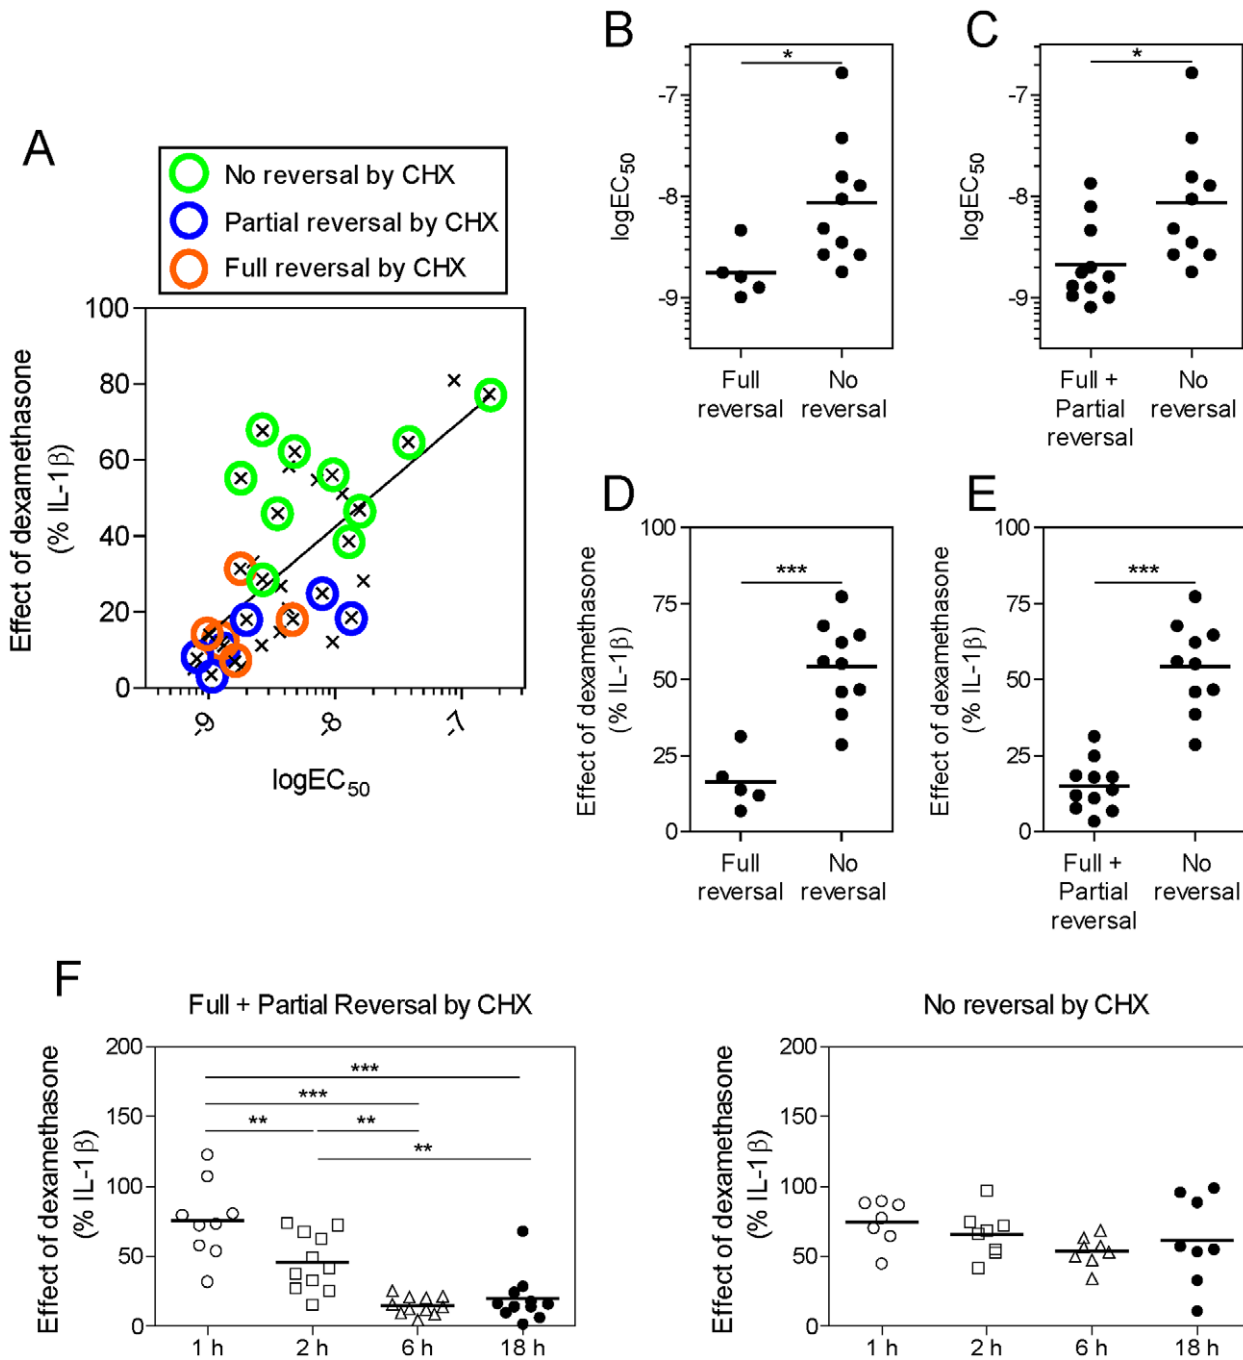 A
No reversal by CHX
Partial reversal by CHX
Full reversal by CHX
Effect of dexamethasone
(% IL-1β)
100
80
60
40
20
0
-9
-8
-7
logEC50
B
*
logEC50
-7
-8
-9
Full
reversal
No
reversal
C
*
logEC50
-7
-8
-9
Full +
Partial
reversal
No
reversal
D
***
Effect of dexamethasone
(% IL-1β)
100
75
50
25
0
Full
reversal
No
reversal
E
***
Effect of dexamethasone
(% IL-1β)
100
75
50
25
0
Full +
Partial
reversal
No
reversal
F
Full + Partial Reversal by CHX
Effect of dexamethasone
(% IL-1β)
200
150
100
50
0
***
***
** **
**
1 h 2 h 6 h 18 h
No reversal by CHX
Effect of dexamethasone
(% IL-1β)
200
150
100
50
0
1 h 2 h 6 h 18 h